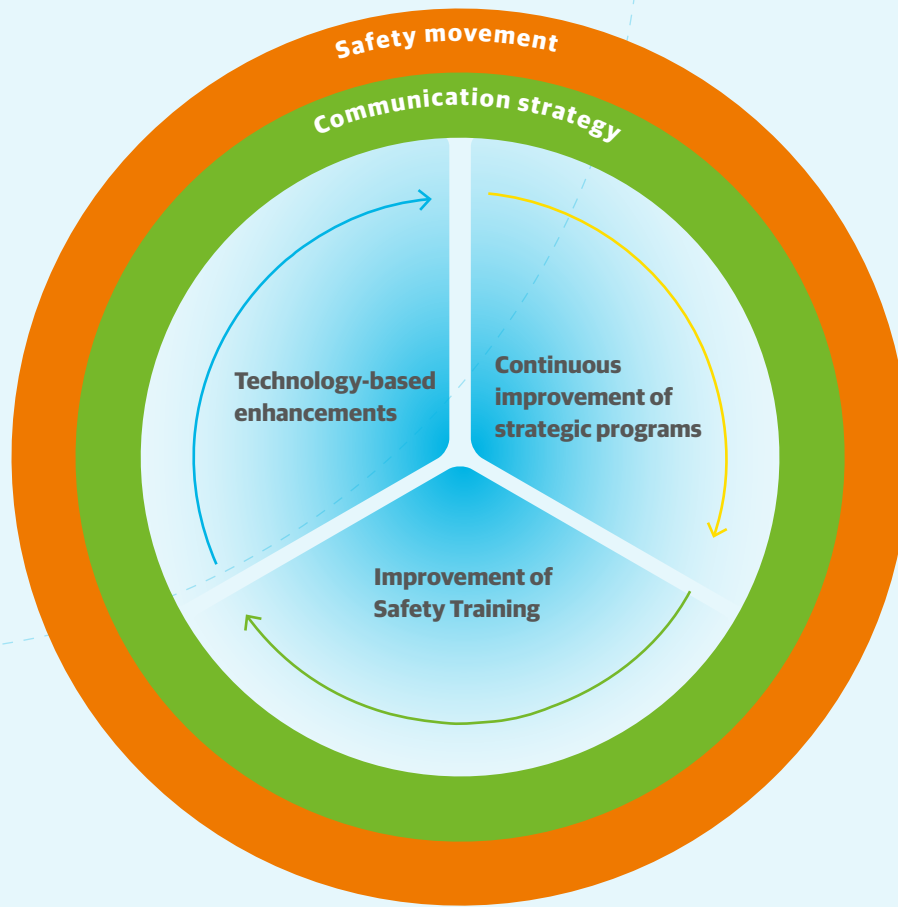 Safety movement
Communication strategy
Technology-based
enhancements
Continuous
improvement of
strategic programs
Improvement of
Safety Training